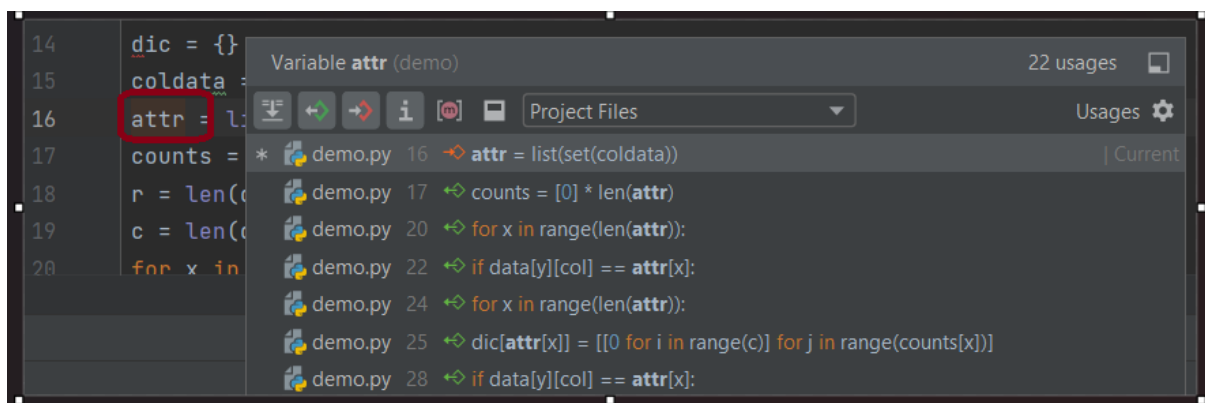 14 dic = {}
Variable attr (demo) 22 usages
15 coldata =
16 attr = li
Project Files Usages
17 counts =
* demo.py 16 attr = list(set(coldata)) | Current
18 r = len(
demo.py 17 counts = [0] * len(attr)
19 c = len(
demo.py 20 for x in range(len(attr)):
20 for x in
demo.py 22 if data[y][col] == attr[x]:
demo.py 24 for x in range(len(attr)):
demo.py 25 dic[attr[x]] = [[0 for i in range(c)] for j in range(counts[x])]
demo.py 28 if data[y][col] == attr[x]: